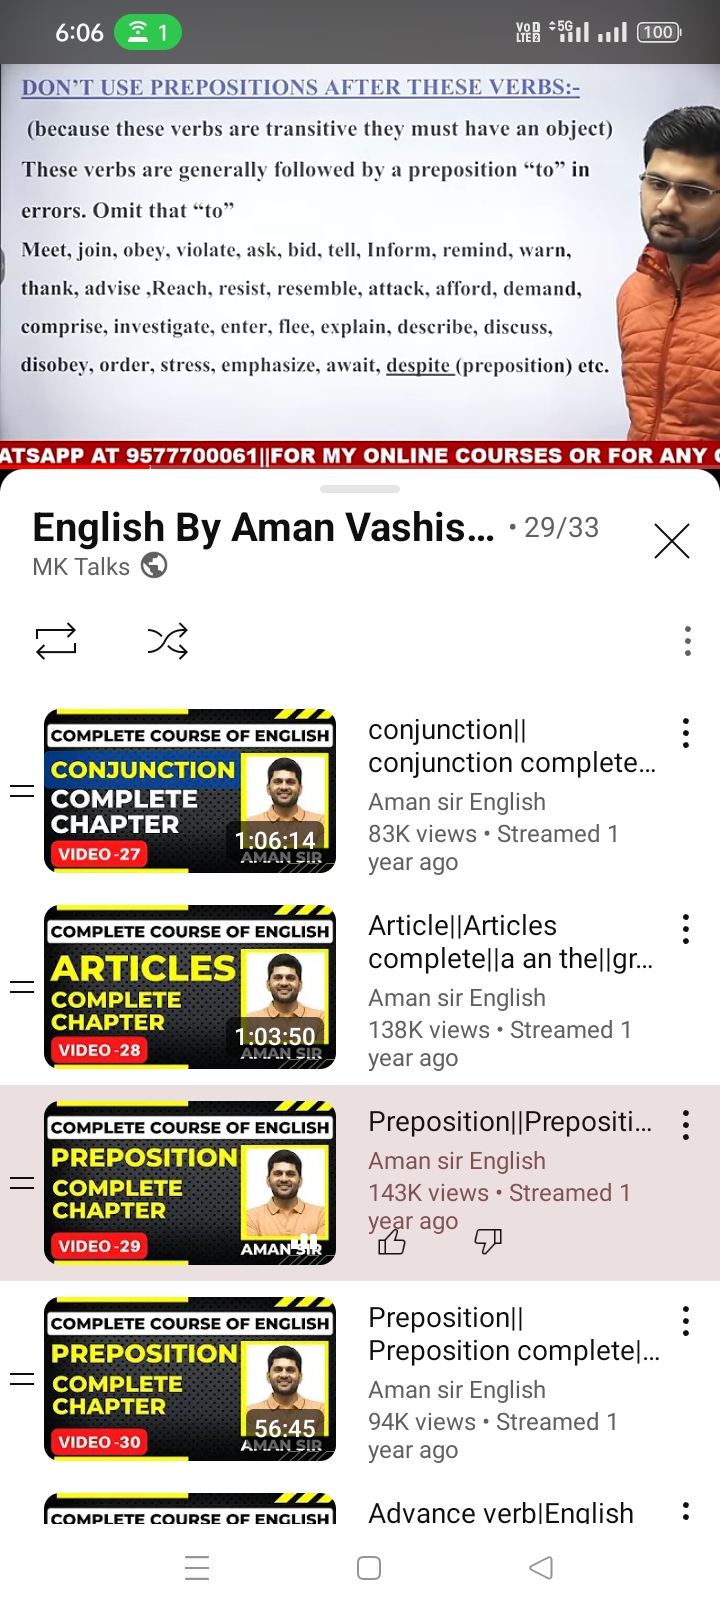 6:06
1
Vo D
LTE 2
5G
100
DON'T USE PREPOSITIONS AFTER THESE VERBS:-
(because these verbs are transitive they must have an object)
These verbs are generally followed by a preposition “to” in
errors. Omit that “to”
Meet, join, obey, violate, ask, bid, tell, Inform, remind, warn,
thank, advise ,Reach, resist, resemble, attack, afford, demand,
comprise, investigate, enter, flee, explain, describe, discuss,
disobey, order, stress, emphasize, await, despite (preposition) etc.
ATSAPP AT 9577700061||FOR MY ONLINE COURSES OR FOR ANY
English By Aman Vashis... • 29/33
MK Talks
COMPLETE COURSE OF ENGLISH
CONJUNCTION
COMPLETE
CHAPTER
VIDEO -27
1:06:14
AMAN SIR
conjunction||
conjunction complete...
Aman sir English
83K views • Streamed 1
year ago
COMPLETE COURSE OF ENGLISH
ARTICLES
COMPLETE
CHAPTER
VIDEO -28
1:03:50
AMAN SIR
Article||Articles
complete||a an the||gr...
Aman sir English
138K views • Streamed 1
year ago
COMPLETE COURSE OF ENGLISH
PREPOSITION
COMPLETE
CHAPTER
VIDEO -29
AMAN SIR
Preposition||Prepositi...
Aman sir English
143K views • Streamed 1
year ago
COMPLETE COURSE OF ENGLISH
PREPOSITION
COMPLETE
CHAPTER
VIDEO -30
56:45
AMAN SIR
Preposition||
Preposition complete|...
Aman sir English
94K views • Streamed 1
year ago
COMPLETE COURSE OF ENGLISH
Advance verb|English